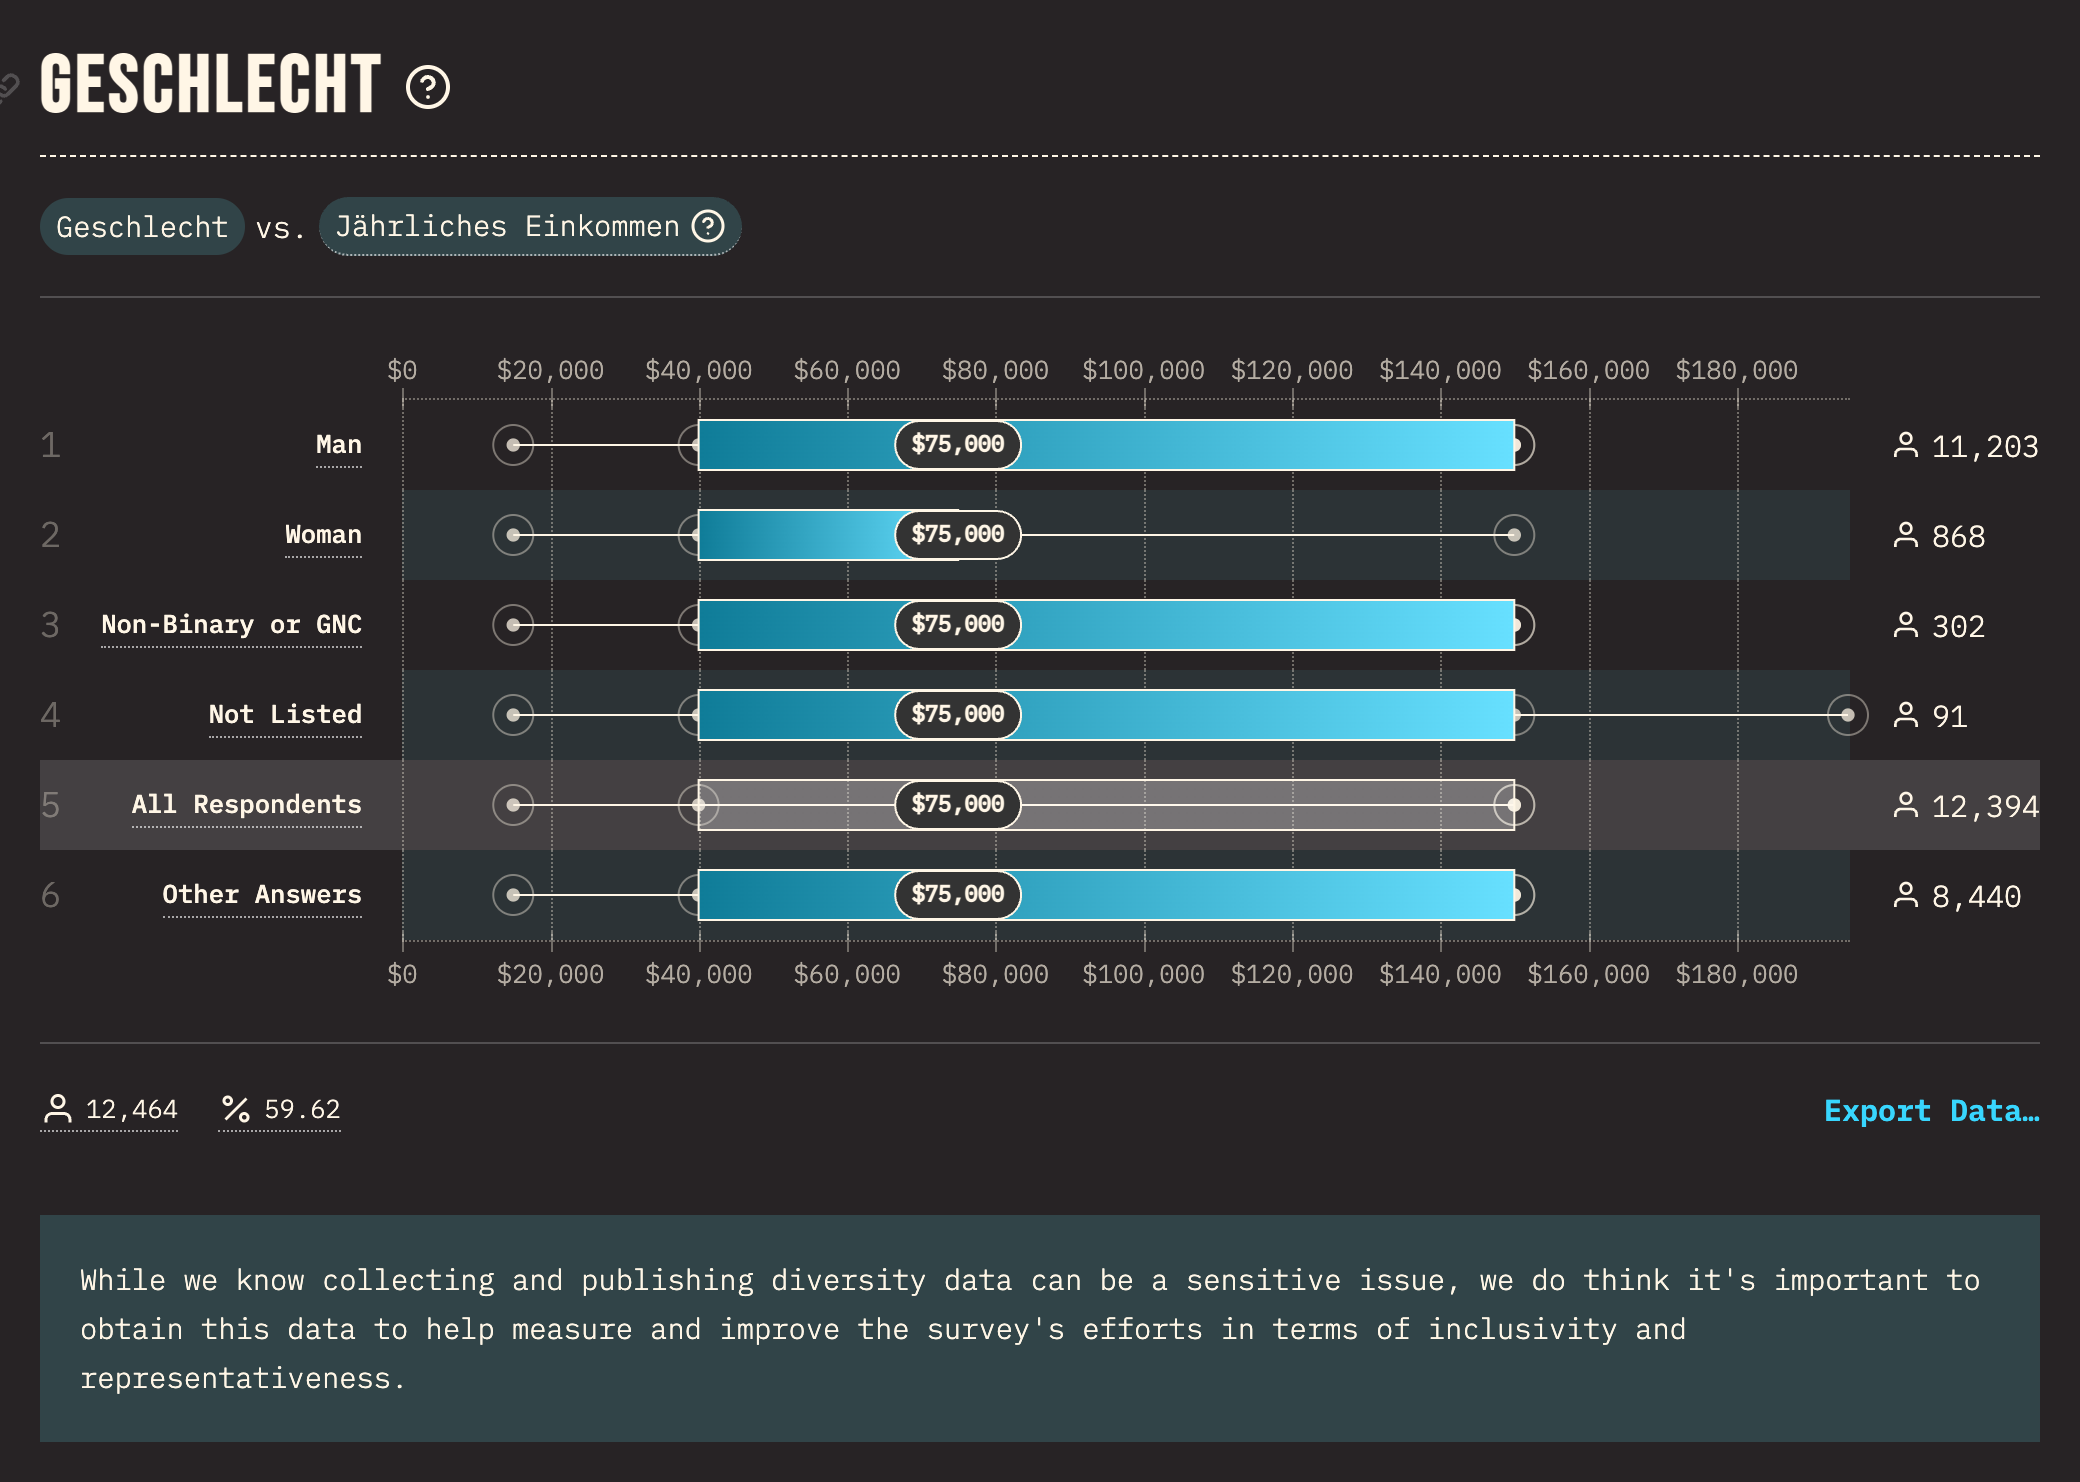 GESCHLECHT
Geschlecht vs. Jährliches Einkommen
$0 $20,000 $40,000 $60,000 $80,000 $100,000 $120,000 $140,000 $160,000 $180,000
1 Man $75,000 11,203
2 Woman $75,000 868
3 Non-Binary or GNC $75,000 302
4 Not Listed $75,000 91
5 All Respondents $75,000 12,394
6 Other Answers $75,000 8,440
$0 $20,000 $40,000 $60,000 $80,000 $100,000 $120,000 $140,000 $160,000 $180,000
12,464 % 59.62 Export Data…
While we know collecting and publishing diversity data can be a sensitive issue, we do think it's important to
obtain this data to help measure and improve the survey's efforts in terms of inclusivity and
representativeness.